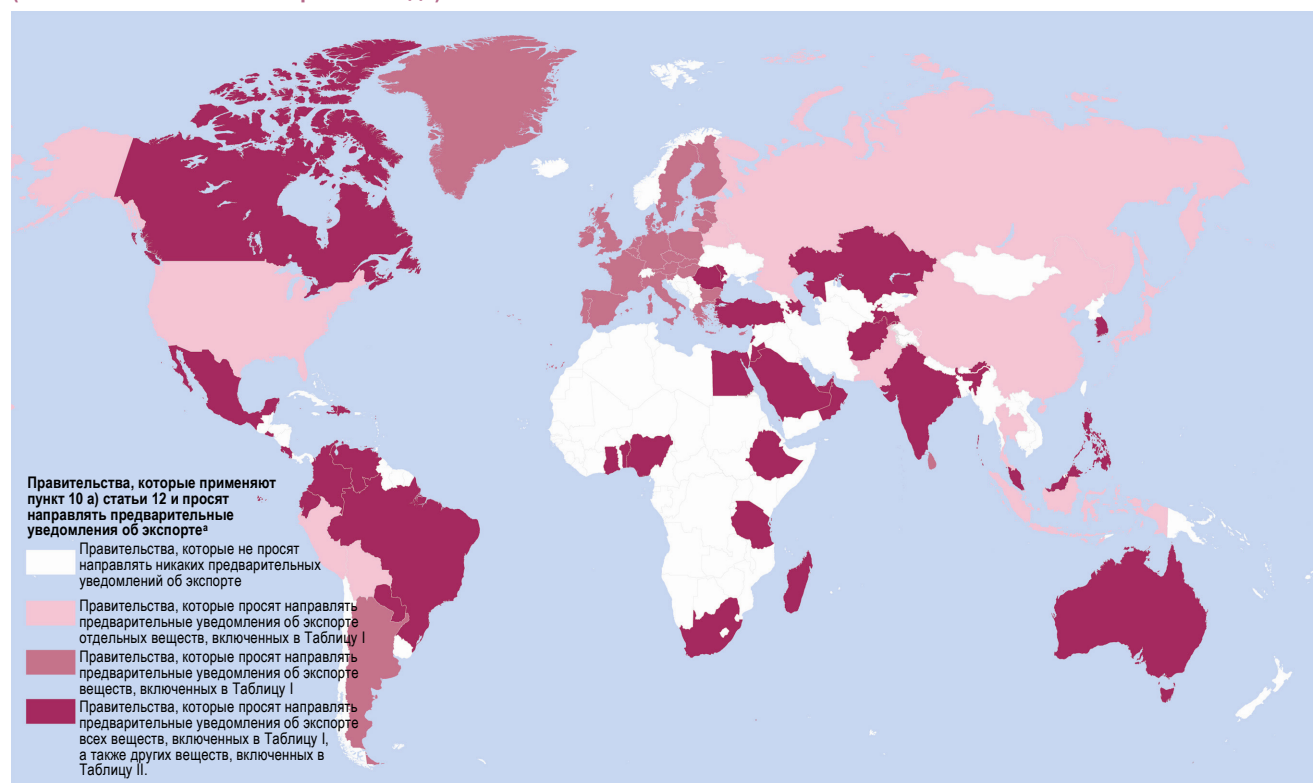 Правительства, которые применяют
пункт 10 а) статьи 12 и просят
направлять предварительные
уведомления об экспортеᵃ
Правительства, которые не просят
направлять никаких предварительных
уведомлений об экспорте
Правительства, которые просят направлять
предварительные уведомления об экспорте
отдельных веществ, включенных в Таблицу I
Правительства, которые просят направлять
предварительные уведомления об экспорте
веществ, включенных в Таблицу I
Правительства, которые просят направлять
предварительные уведомления об экспорте
всех веществ, включенных в Таблицу I,
а также других веществ, включенных в
Таблицу II.